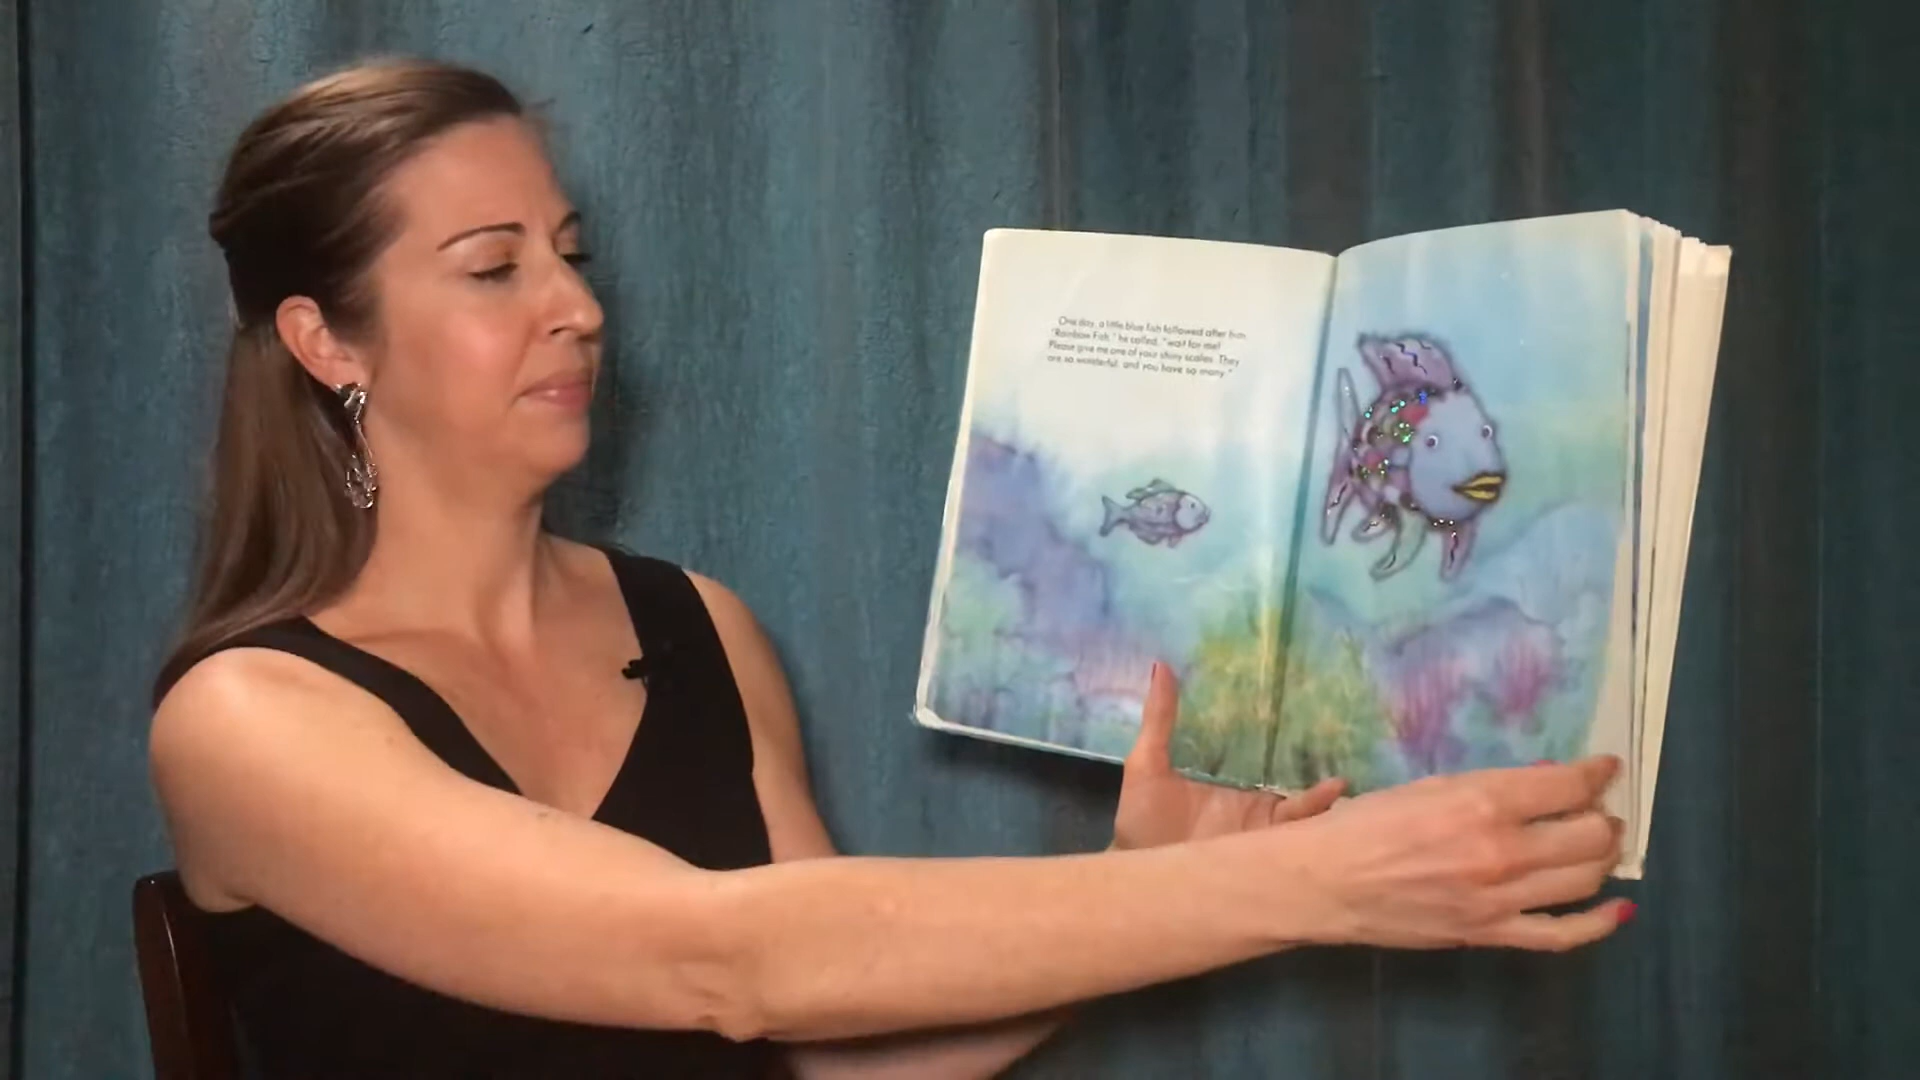 One day, a little blue fish followed after him.
"Rainbow Fish," he called, "wait for me!
Please give me one of your shiny scales. They
are so wonderful, and you have so many."